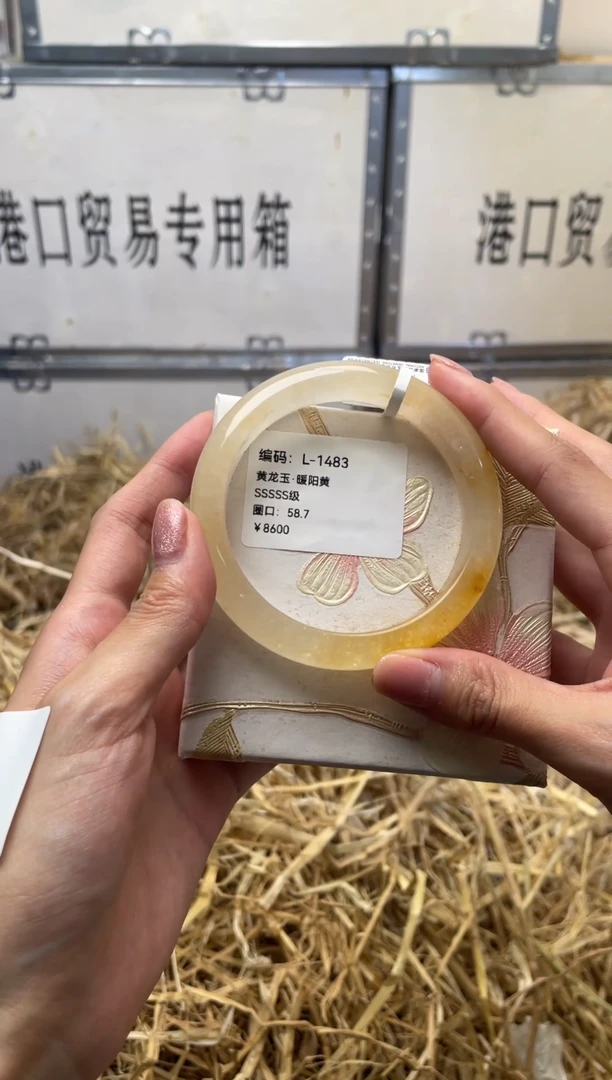 港口贸易专用箱
港口贸
编码：L-1483
黄龙玉·暖阳黄
SSSSS级
圈口：58.7
￥8600